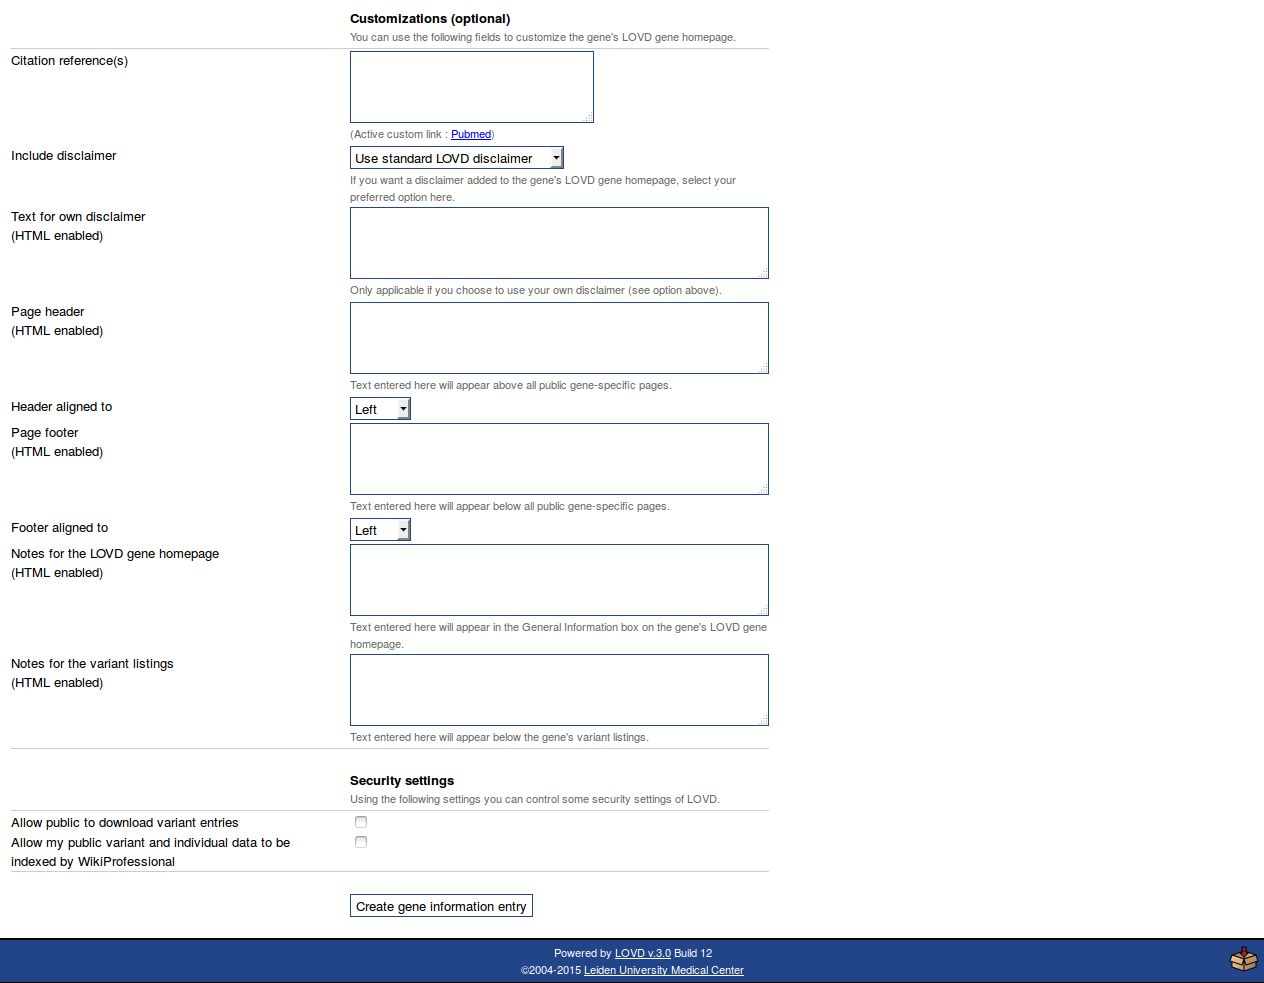 Customizations (optional)
You can use the following fields to customize the gene's LOVD gene homepage.
Citation reference(s)
(Active custom link : Pubmed)
Include disclaimer
Use standard LOVD disclaimer
If you want a disclaimer added to the gene's LOVD gene homepage, select your
preferred option here.
Text for own disclaimer
(HTML enabled)
Only applicable if you choose to use your own disclaimer (see option above).
Page header
(HTML enabled)
Text entered here will appear above all public gene-specific pages.
Header aligned to
Left
Page footer
(HTML enabled)
Text entered here will appear below all public gene-specific pages.
Footer aligned to
Left
Notes for the LOVD gene homepage
(HTML enabled)
Text entered here will appear in the General Information box on the gene's LOVD gene
homepage.
Notes for the variant listings
(HTML enabled)
Text entered here will appear below the gene's variant listings.
Security settings
Using the following settings you can control some security settings of LOVD.
Allow public to download variant entries
Allow my public variant and individual data to be
indexed by WikiProfessional
Create gene information entry
Powered by LOVD v.3.0 Build 12
©2004-2015 Leiden University Medical Center